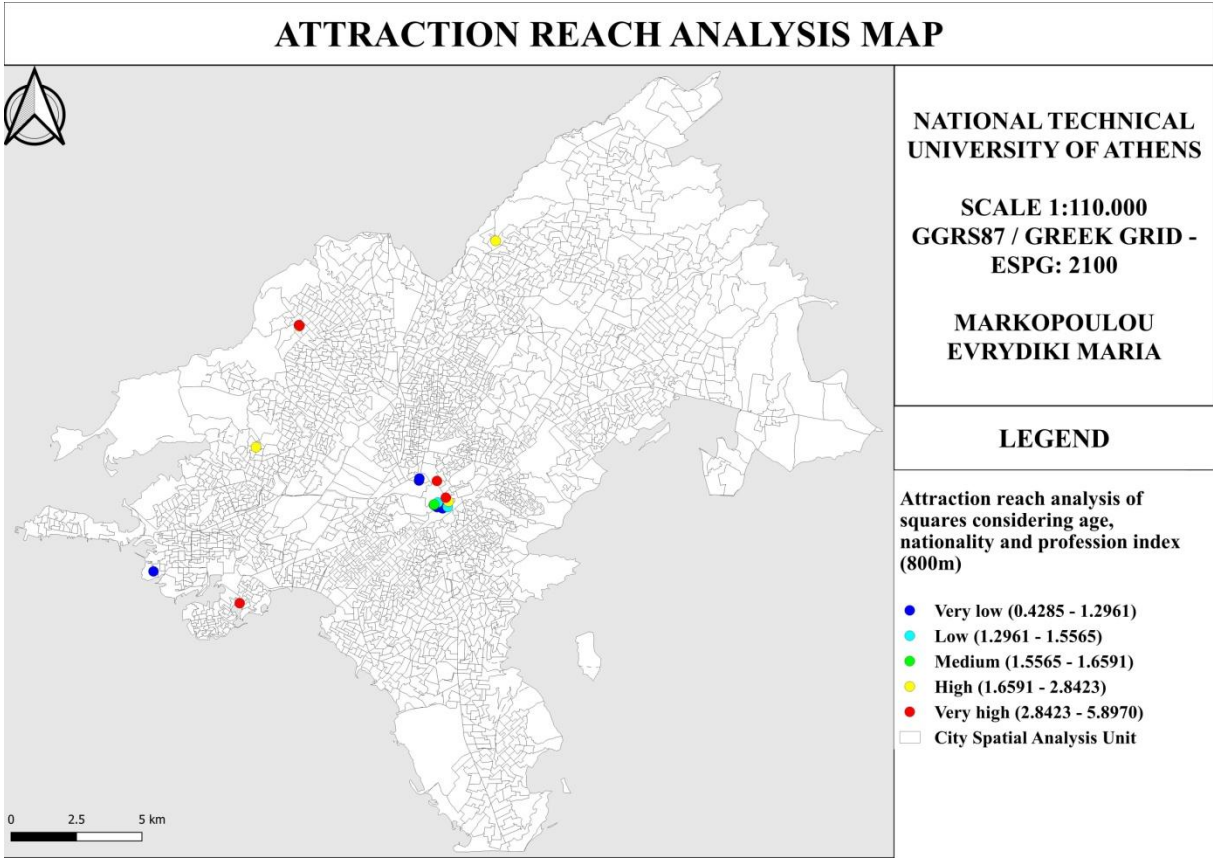 ATTRACTION REACH ANALYSIS MAP
NATIONAL TECHNICAL
UNIVERSITY OF ATHENS
SCALE 1:110.000
GGRS87 / GREEK GRID -
ESPG: 2100
MARKOPOULOU
EVRYDIKI MARIA
LEGEND
Attraction reach analysis of
squares considering age,
nationality and profession index
(800m)
Very low (0.4285 - 1.2961)
Low (1.2961 - 1.5565)
Medium (1.5565 - 1.6591)
High (1.6591 - 2.8423)
Very high (2.8423 - 5.8970)
City Spatial Analysis Unit
0 2.5 5 km